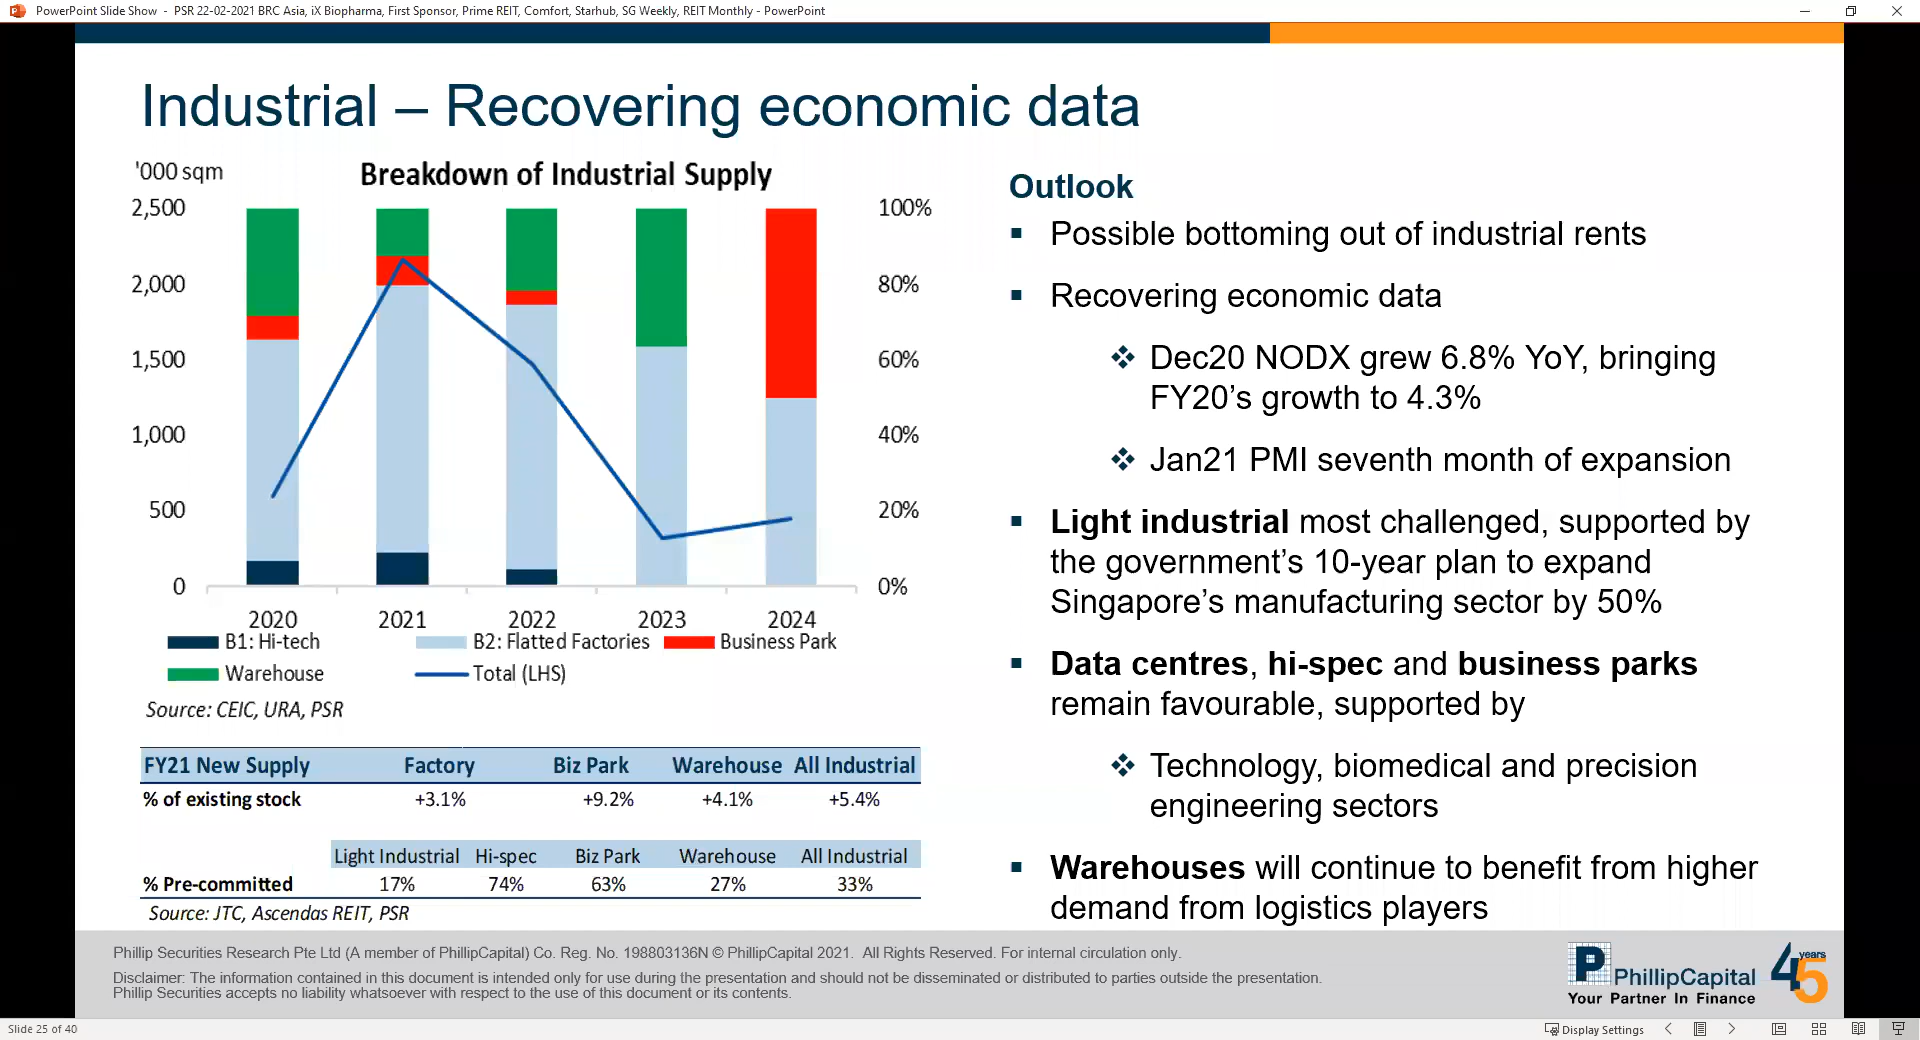 PowerPoint Slide Show - PSR 22-02-2021 BRC Asia, iX Biopharma, First Sponsor, Prime REIT, Comfort, Starhub, SG Weekly, REIT Monthly - PowerPoint
Industrial – Recovering economic data
'000 sqm
Breakdown of Industrial Supply
2,500
2,000
1,500
1,000
500
0
100%
80%
60%
40%
20%
0%
2020 2021 2022 2023 2024
B1: Hi-tech B2: Flatted Factories Business Park
Warehouse Total (LHS)
Source: CEIC, URA, PSR
FY21 New Supply Factory Biz Park Warehouse All Industrial
% of existing stock +3.1% +9.2% +4.1% +5.4%
Light Industrial Hi-spec Biz Park Warehouse All Industrial
% Pre-committed 17% 74% 63% 27% 33%
Source: JTC, Ascendas REIT, PSR
Outlook
▪ Possible bottoming out of industrial rents
▪ Recovering economic data
❖ Dec20 NODX grew 6.8% YoY, bringing
FY20’s growth to 4.3%
❖ Jan21 PMI seventh month of expansion
▪ Light industrial most challenged, supported by
the government’s 10-year plan to expand
Singapore’s manufacturing sector by 50%
▪ Data centres, hi-spec and business parks
remain favourable, supported by
❖ Technology, biomedical and precision
engineering sectors
▪ Warehouses will continue to benefit from higher
demand from logistics players
Phillip Securities Research Pte Ltd (A member of PhillipCapital) Co. Reg. No. 198803136N © PhillipCapital 2021. All Rights Reserved. For internal circulation only.
Disclaimer: The information contained in this document is intended only for use during the presentation and should not be disseminated or distributed to parties outside the presentation.
Phillip Securities accepts no liability whatsoever with respect to the use of this document or its contents.
PhillipCapital
Your Partner In Finance
45 years
Slide 25 of 40
Display Settings